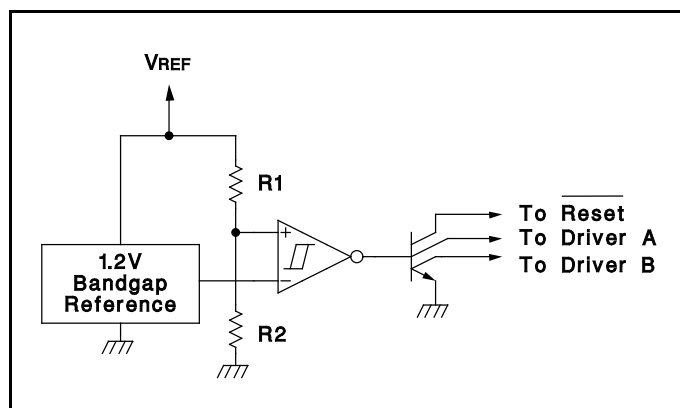 VREF
R1
+
To Reset
To Driver A
To Driver B
1.2V
Bandgap
Reference
−
R2